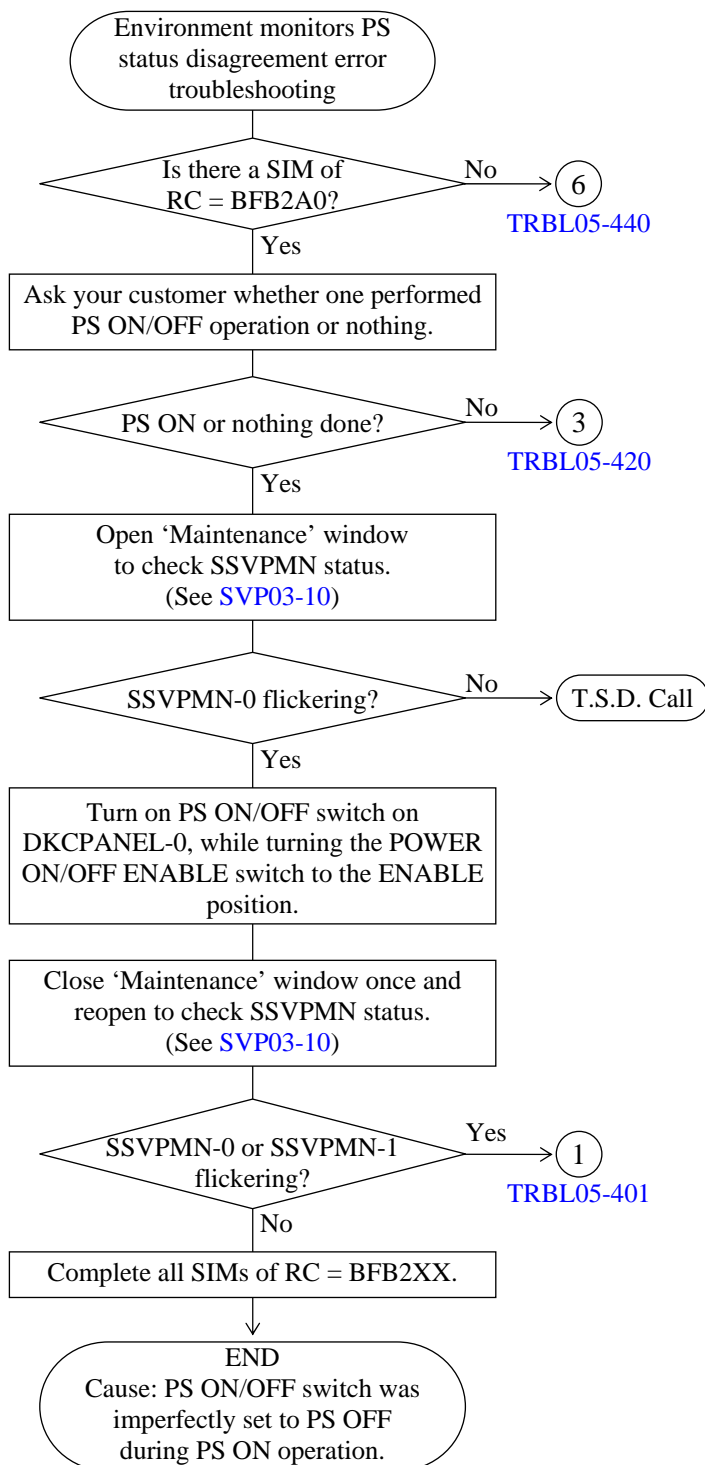 Environment monitors PS
status disagreement error
troubleshooting
Is there a SIM of
RC = BFB2A0?
No
6
TRBL05-440
Yes
Ask your customer whether one performed
PS ON/OFF operation or nothing.
PS ON or nothing done?
No
3
TRBL05-420
Yes
Open ‘Maintenance’ window
to check SSVPMN status.
(See SVP03-10)
SSVPMN-0 flickering?
No
T.S.D. Call
Yes
Turn on PS ON/OFF switch on
DKCPANEL-0, while turning the POWER
ON/OFF ENABLE switch to the ENABLE
position.
Close ‘Maintenance’ window once and
reopen to check SSVPMN status.
(See SVP03-10)
SSVPMN-0 or SSVPMN-1
flickering?
Yes
1
TRBL05-401
No
Complete all SIMs of RC = BFB2XX.
END
Cause: PS ON/OFF switch was
imperfectly set to PS OFF
during PS ON operation.